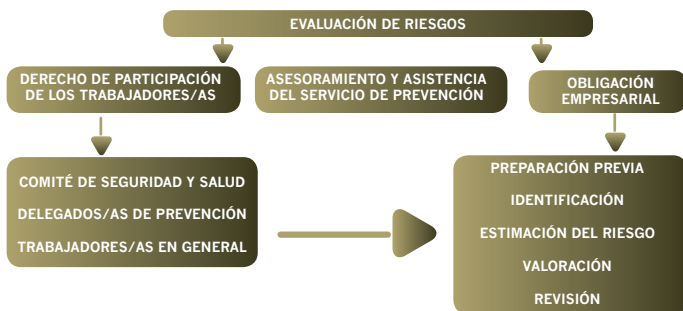 EVALUACIÓN DE RIESGOS
DERECHO DE PARTICIPACIÓN
DE LOS TRABAJADORES/AS
ASESORAMIENTO Y ASISTENCIA
DEL SERVICIO DE PREVENCIÓN
OBLIGACIÓN
EMPRESARIAL
COMITÉ DE SEGURIDAD Y SALUD
DELEGADOS/AS DE PREVENCIÓN
TRABAJADORES/AS EN GENERAL
PREPARACIÓN PREVIA
IDENTIFICACIÓN
ESTIMACIÓN DEL RIESGO
VALORACIÓN
REVISIÓN